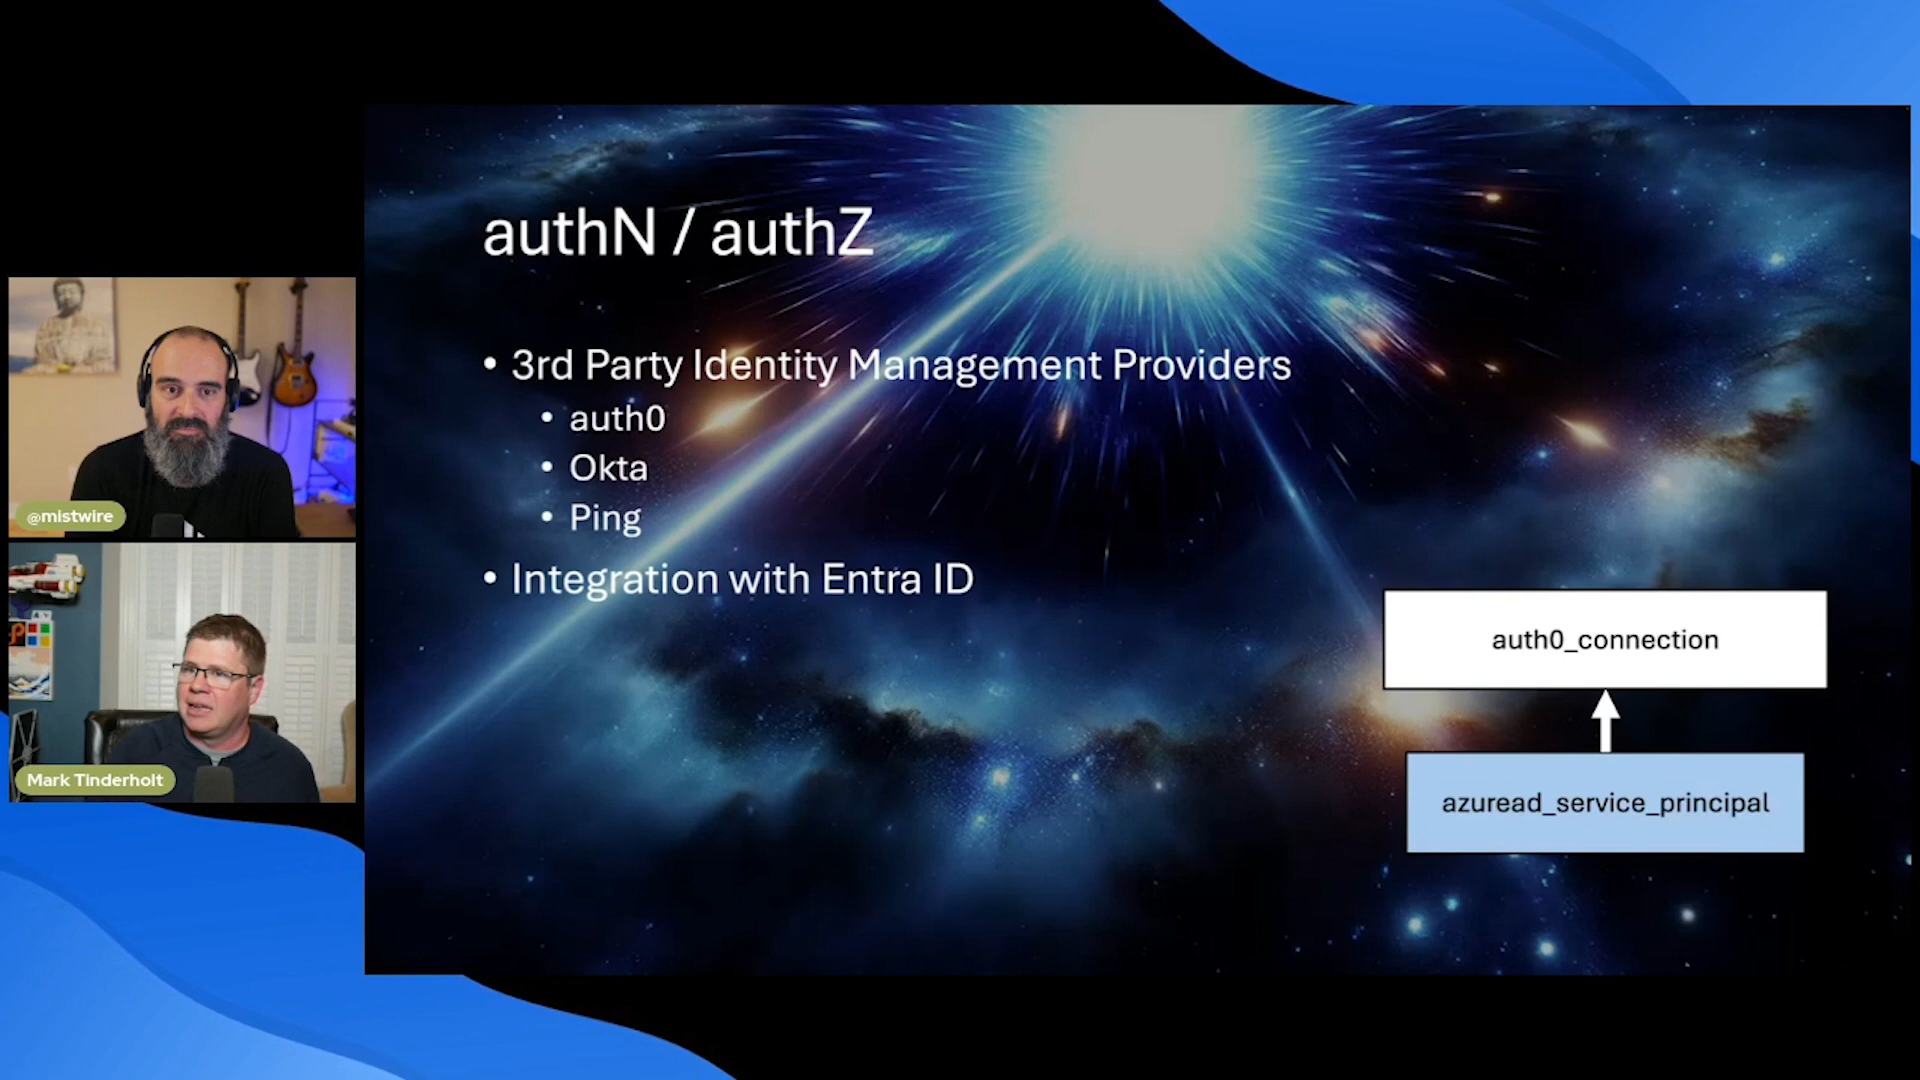 authN / authZ
• 3rd Party Identity Management Providers
• auth0
• Okta
• Ping
• Integration with Entra ID
@mistwire
Mark Tinderholt
auth0_connection
azuread_service_principal